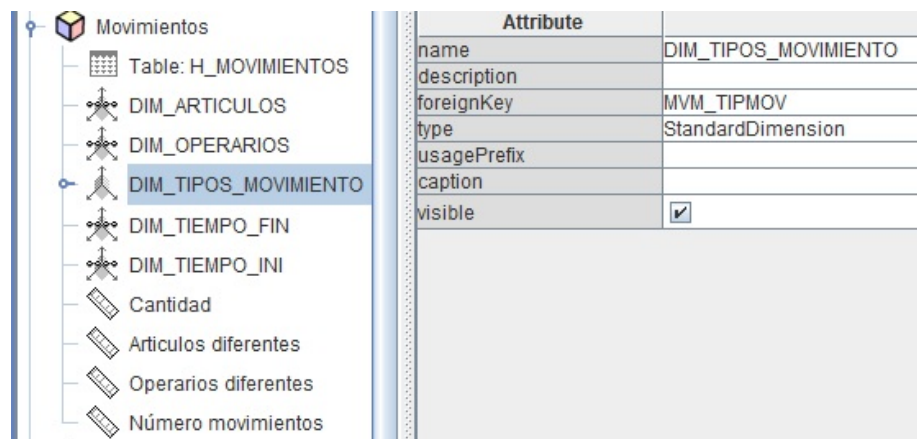 Movimientos
Table: H_MOVIMIENTOS
DIM_ARTICULOS
DIM_OPERARIOS
DIM_TIPOS_MOVIMIENTO
DIM_TIEMPO_FIN
DIM_TIEMPO_INI
Cantidad
Articulos diferentes
Operarios diferentes
Número movimientos
Attribute
name DIM_TIPOS_MOVIMIENTO
description
foreignKey MVM_TIPMOV
type StandardDimension
usagePrefix
caption
visible